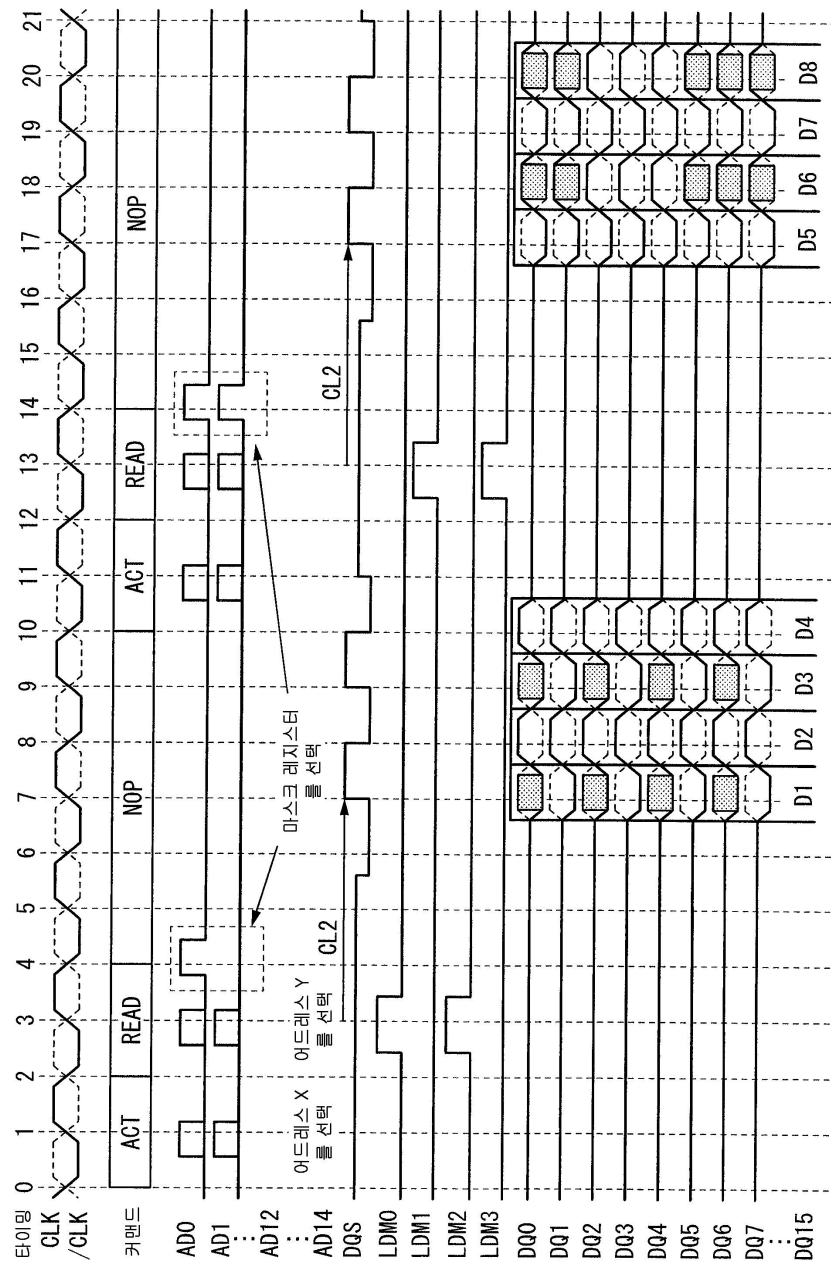 타이밍 0 1 2 3 4 5 6 7 8 9 10 11 12 13 14 15 16 17 18 19 20 21
CLK
/CLK
커맨드 ACT READ NOP ACT READ NOP
AD0
AD1
AD12
AD14
어드레스 X
를 선택
어드레스 Y
를 선택
마스크 레지스터
를 선택
CL2
CL2
DQS
LDM0
LDM1
LDM2
LDM3
DQ0
DQ1
DQ2
DQ3
DQ4
DQ5
DQ6
DQ7
DQ15
D1 D2 D3 D4 D5 D6 D7 D8